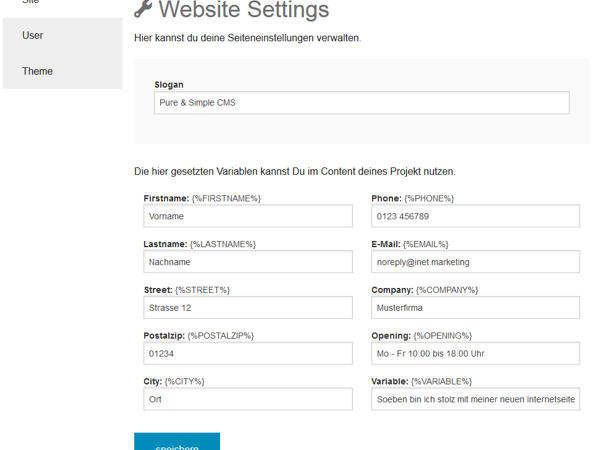 Site
Website Settings
User
Hier kannst du deine Seiteneinstellungen verwalten.
Theme
Slogan
Pure & Simple CMS
Die hier gesetzten Variablen kannst Du im Content deines Projekt nutzen.
Firstname: {%FIRSTNAME%}
Vorname
Phone: {%PHONE%}
0123 456789
Lastname: {%LASTNAME%}
Nachname
E-Mail: {%EMAIL%}
noreply@inet.marketing
Street: {%STREET%}
Strasse 12
Company: {%COMPANY%}
Musterfirma
Postalzip: {%POSTALZIP%}
01234
Opening: {%OPENING%}
Mo - Fr 10:00 bis 18:00 Uhr
City: {%CITY%}
Ort
Variable: {%VARIABLE%}
Soeben bin ich stolz mit meiner neuen Internetseite
speichern